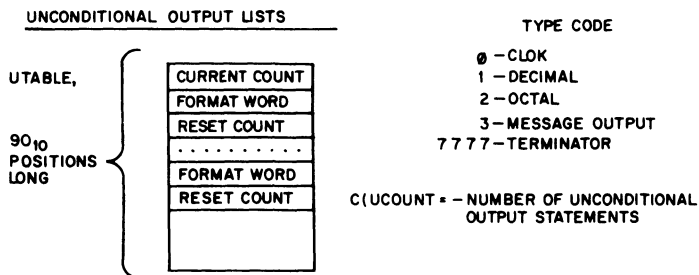 UNCONDITIONAL OUTPUT LISTS
UTABLE,
90₁₀
POSITIONS
LONG
CURRENT COUNT
FORMAT WORD
RESET COUNT
. . . . . . . . . .
FORMAT WORD
RESET COUNT
TYPE CODE
ø – CLOK
1 – DECIMAL
2 – OCTAL
3 – MESSAGE OUTPUT
7777 – TERMINATOR
C(UCOUNT = – NUMBER OF UNCONDITIONAL
OUTPUT STATEMENTS